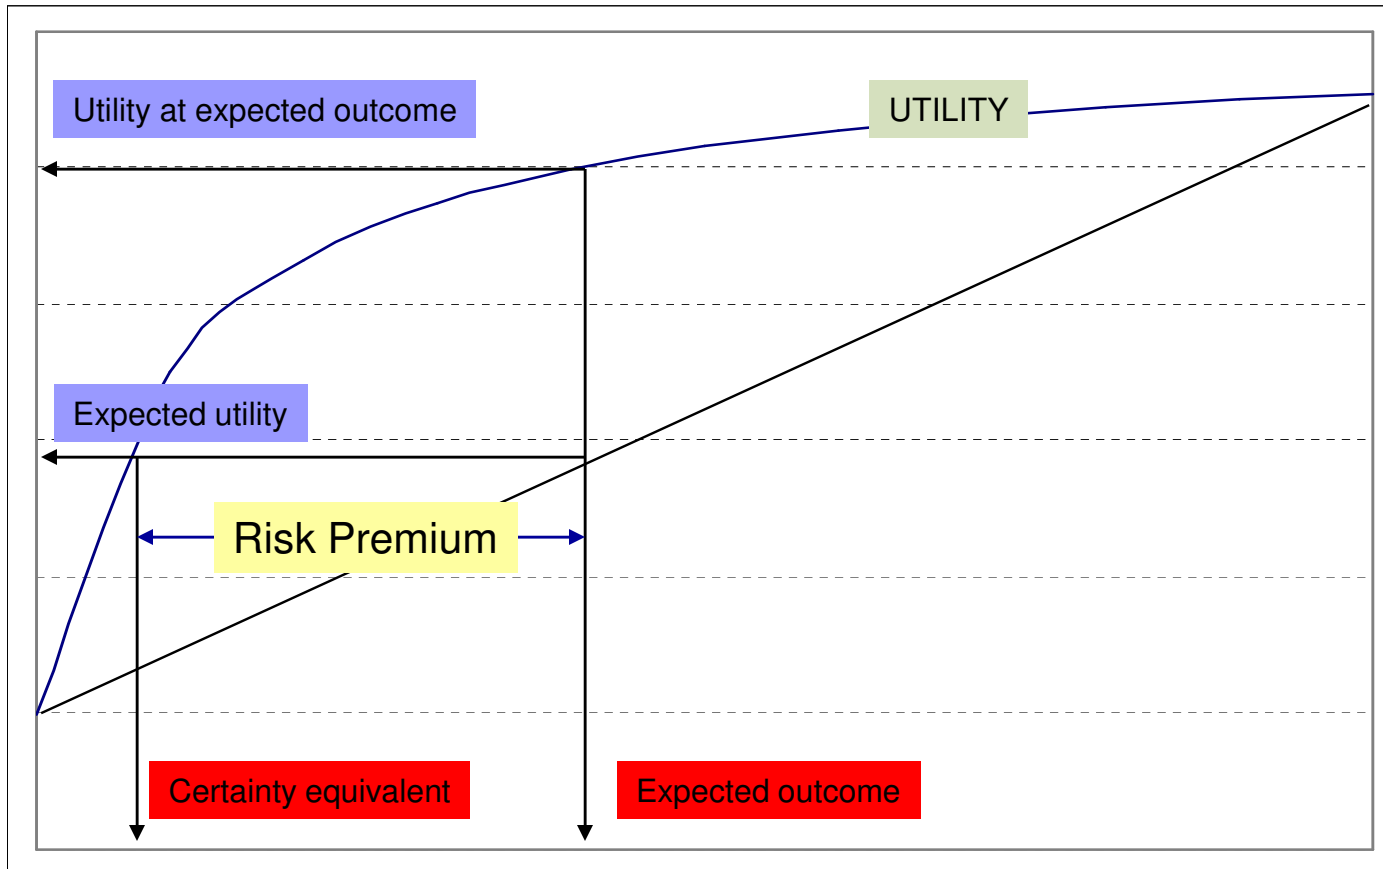 Utility at expected outcome
UTILITY
Expected utility
Risk Premium
Certainty equivalent
Expected outcome